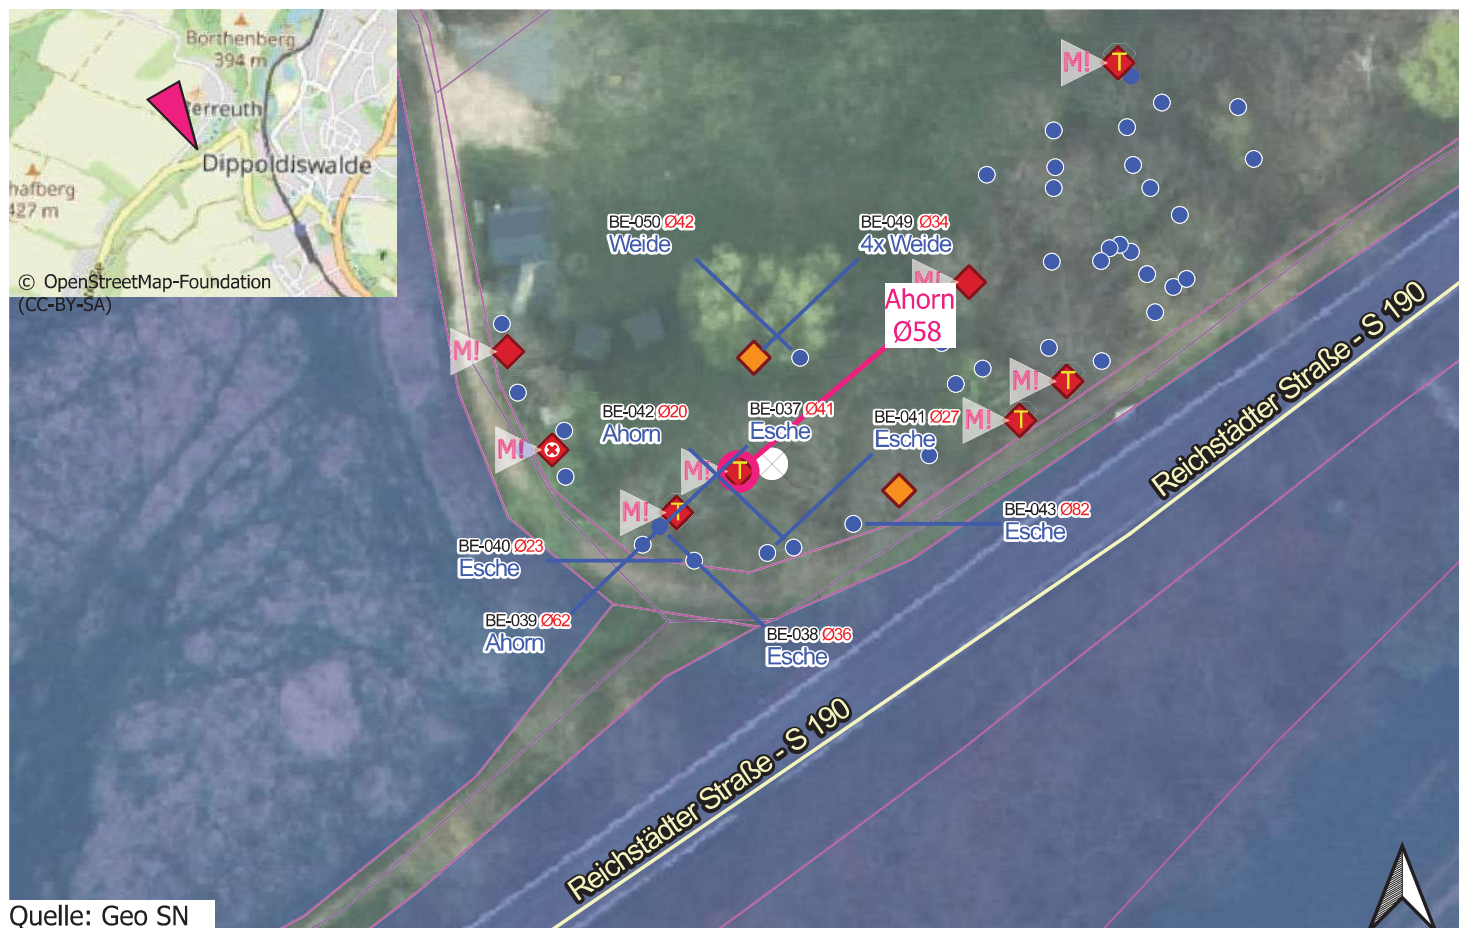 Borthenberg
394 m
erreuth
Dippoldiswalde
hafberg
427 m
© OpenStreetMap-Foundation
(CC-BY-SA)
M!
T
BE-050 Ø42
Weide
BE-049 Ø34
4x Weide
M!
Ahorn
Ø58
M!
M! T
M! T
BE-042 Ø20
Ahorn
BE-037 Ø41
Esche
BE-041 Ø27
Esche
M!
M! T
M! T
BE-043 Ø82
Esche
BE-040 Ø23
Esche
BE-039 Ø62
Ahorn
BE-038 Ø36
Esche
Reichstädter Straße - S 190
Reichstädter Straße - S 190
Quelle: Geo SN